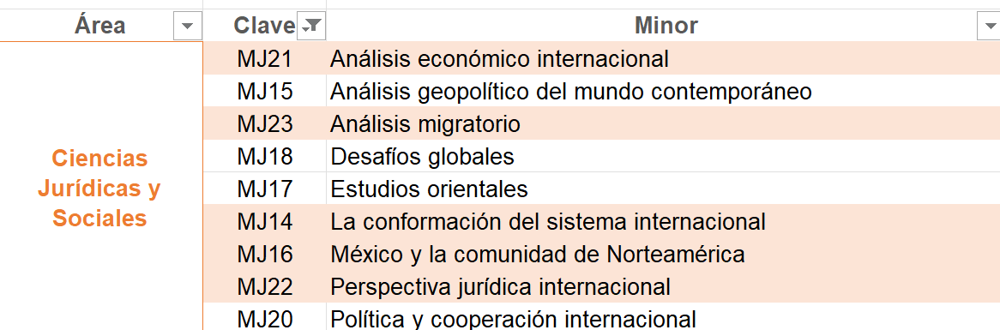 Área Clave Minor
MJ21 Análisis económico internacional
MJ15 Análisis geopolítico del mundo contemporáneo
MJ23 Análisis migratorio
MJ18 Desafíos globales
Ciencias
Jurídicas y
Sociales
MJ17 Estudios orientales
MJ14 La conformación del sistema internacional
MJ16 México y la comunidad de Norteamérica
MJ22 Perspectiva jurídica internacional
MJ20 Política y cooperación internacional